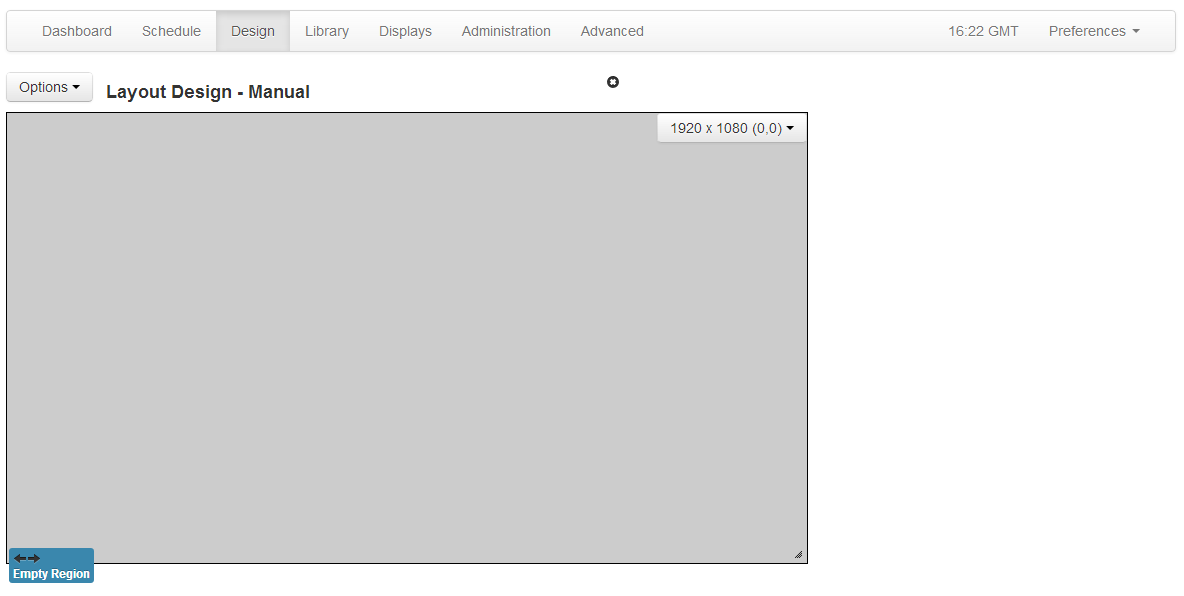 Dashboard Schedule Design Library Displays Administration Advanced 16:22 GMT Preferences
Options Layout Design - Manual
1920 x 1080 (0,0)
Empty Region